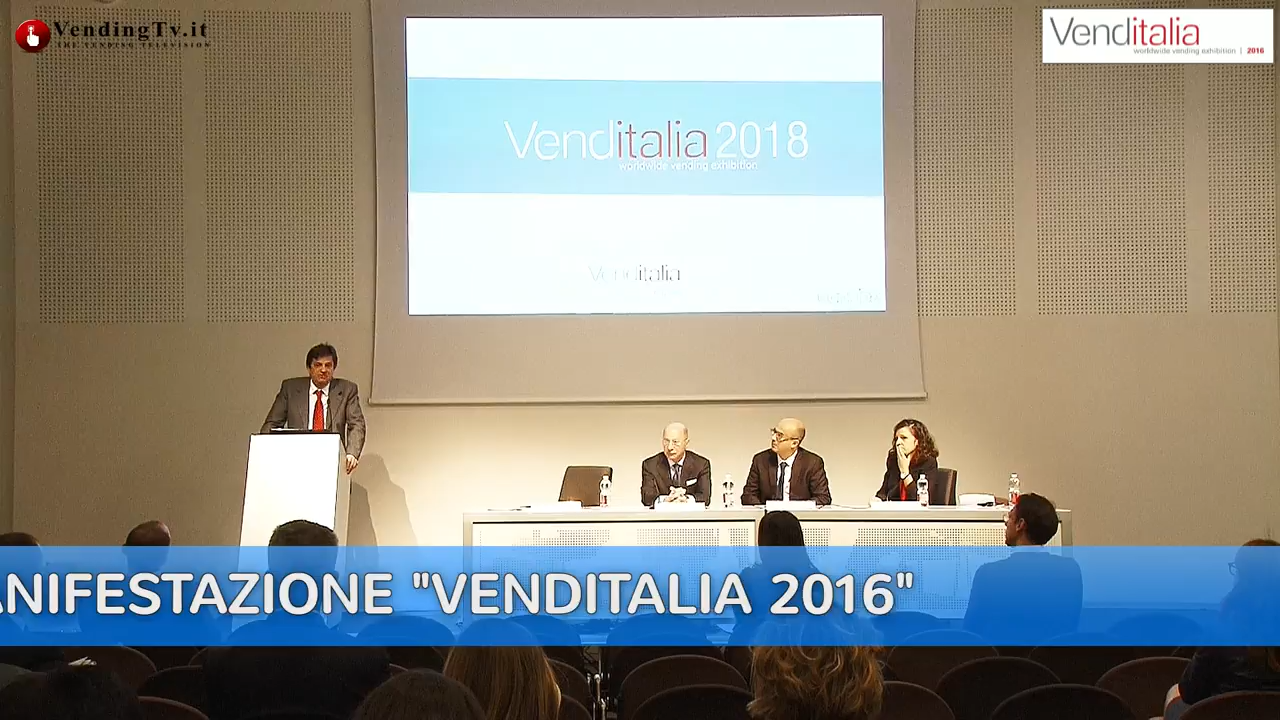 VendingTv.it
THE VENDING TELEVISION
Venditalia
worldwide vending exhibition | 2016
Venditalia 2018
worldwide vending exhibition
Venditalia
ANIFESTAZIONE "VENDITALIA 2016"